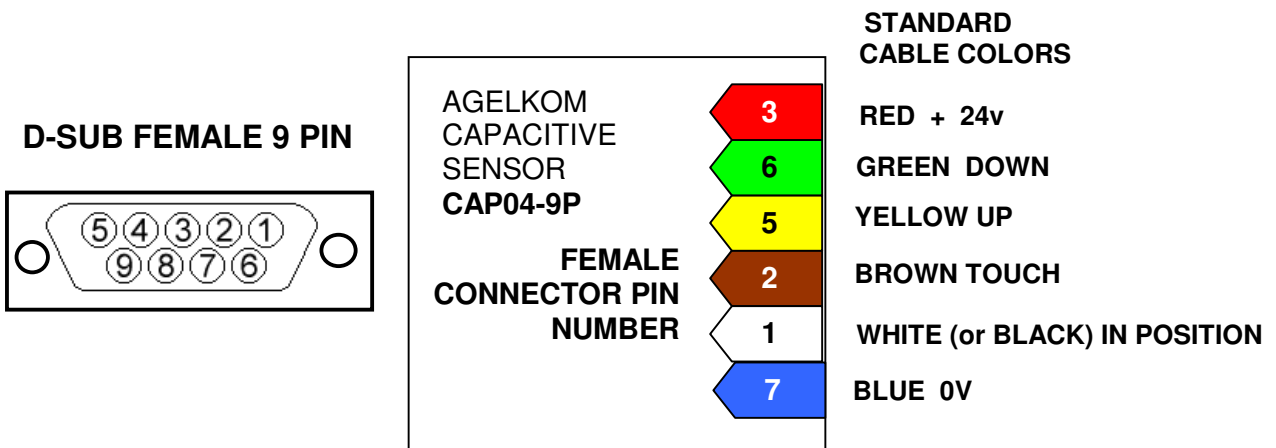 STANDARD
CABLE COLORS
D-SUB FEMALE 9 PIN
5 4 3 2 1
9 8 7 6
AGELKOM
CAPACITIVE
SENSOR
CAP04-9P
FEMALE
CONNECTOR PIN
NUMBER
3 RED + 24v
6 GREEN DOWN
5 YELLOW UP
2 BROWN TOUCH
1 WHITE (or BLACK) IN POSITION
7 BLUE 0V